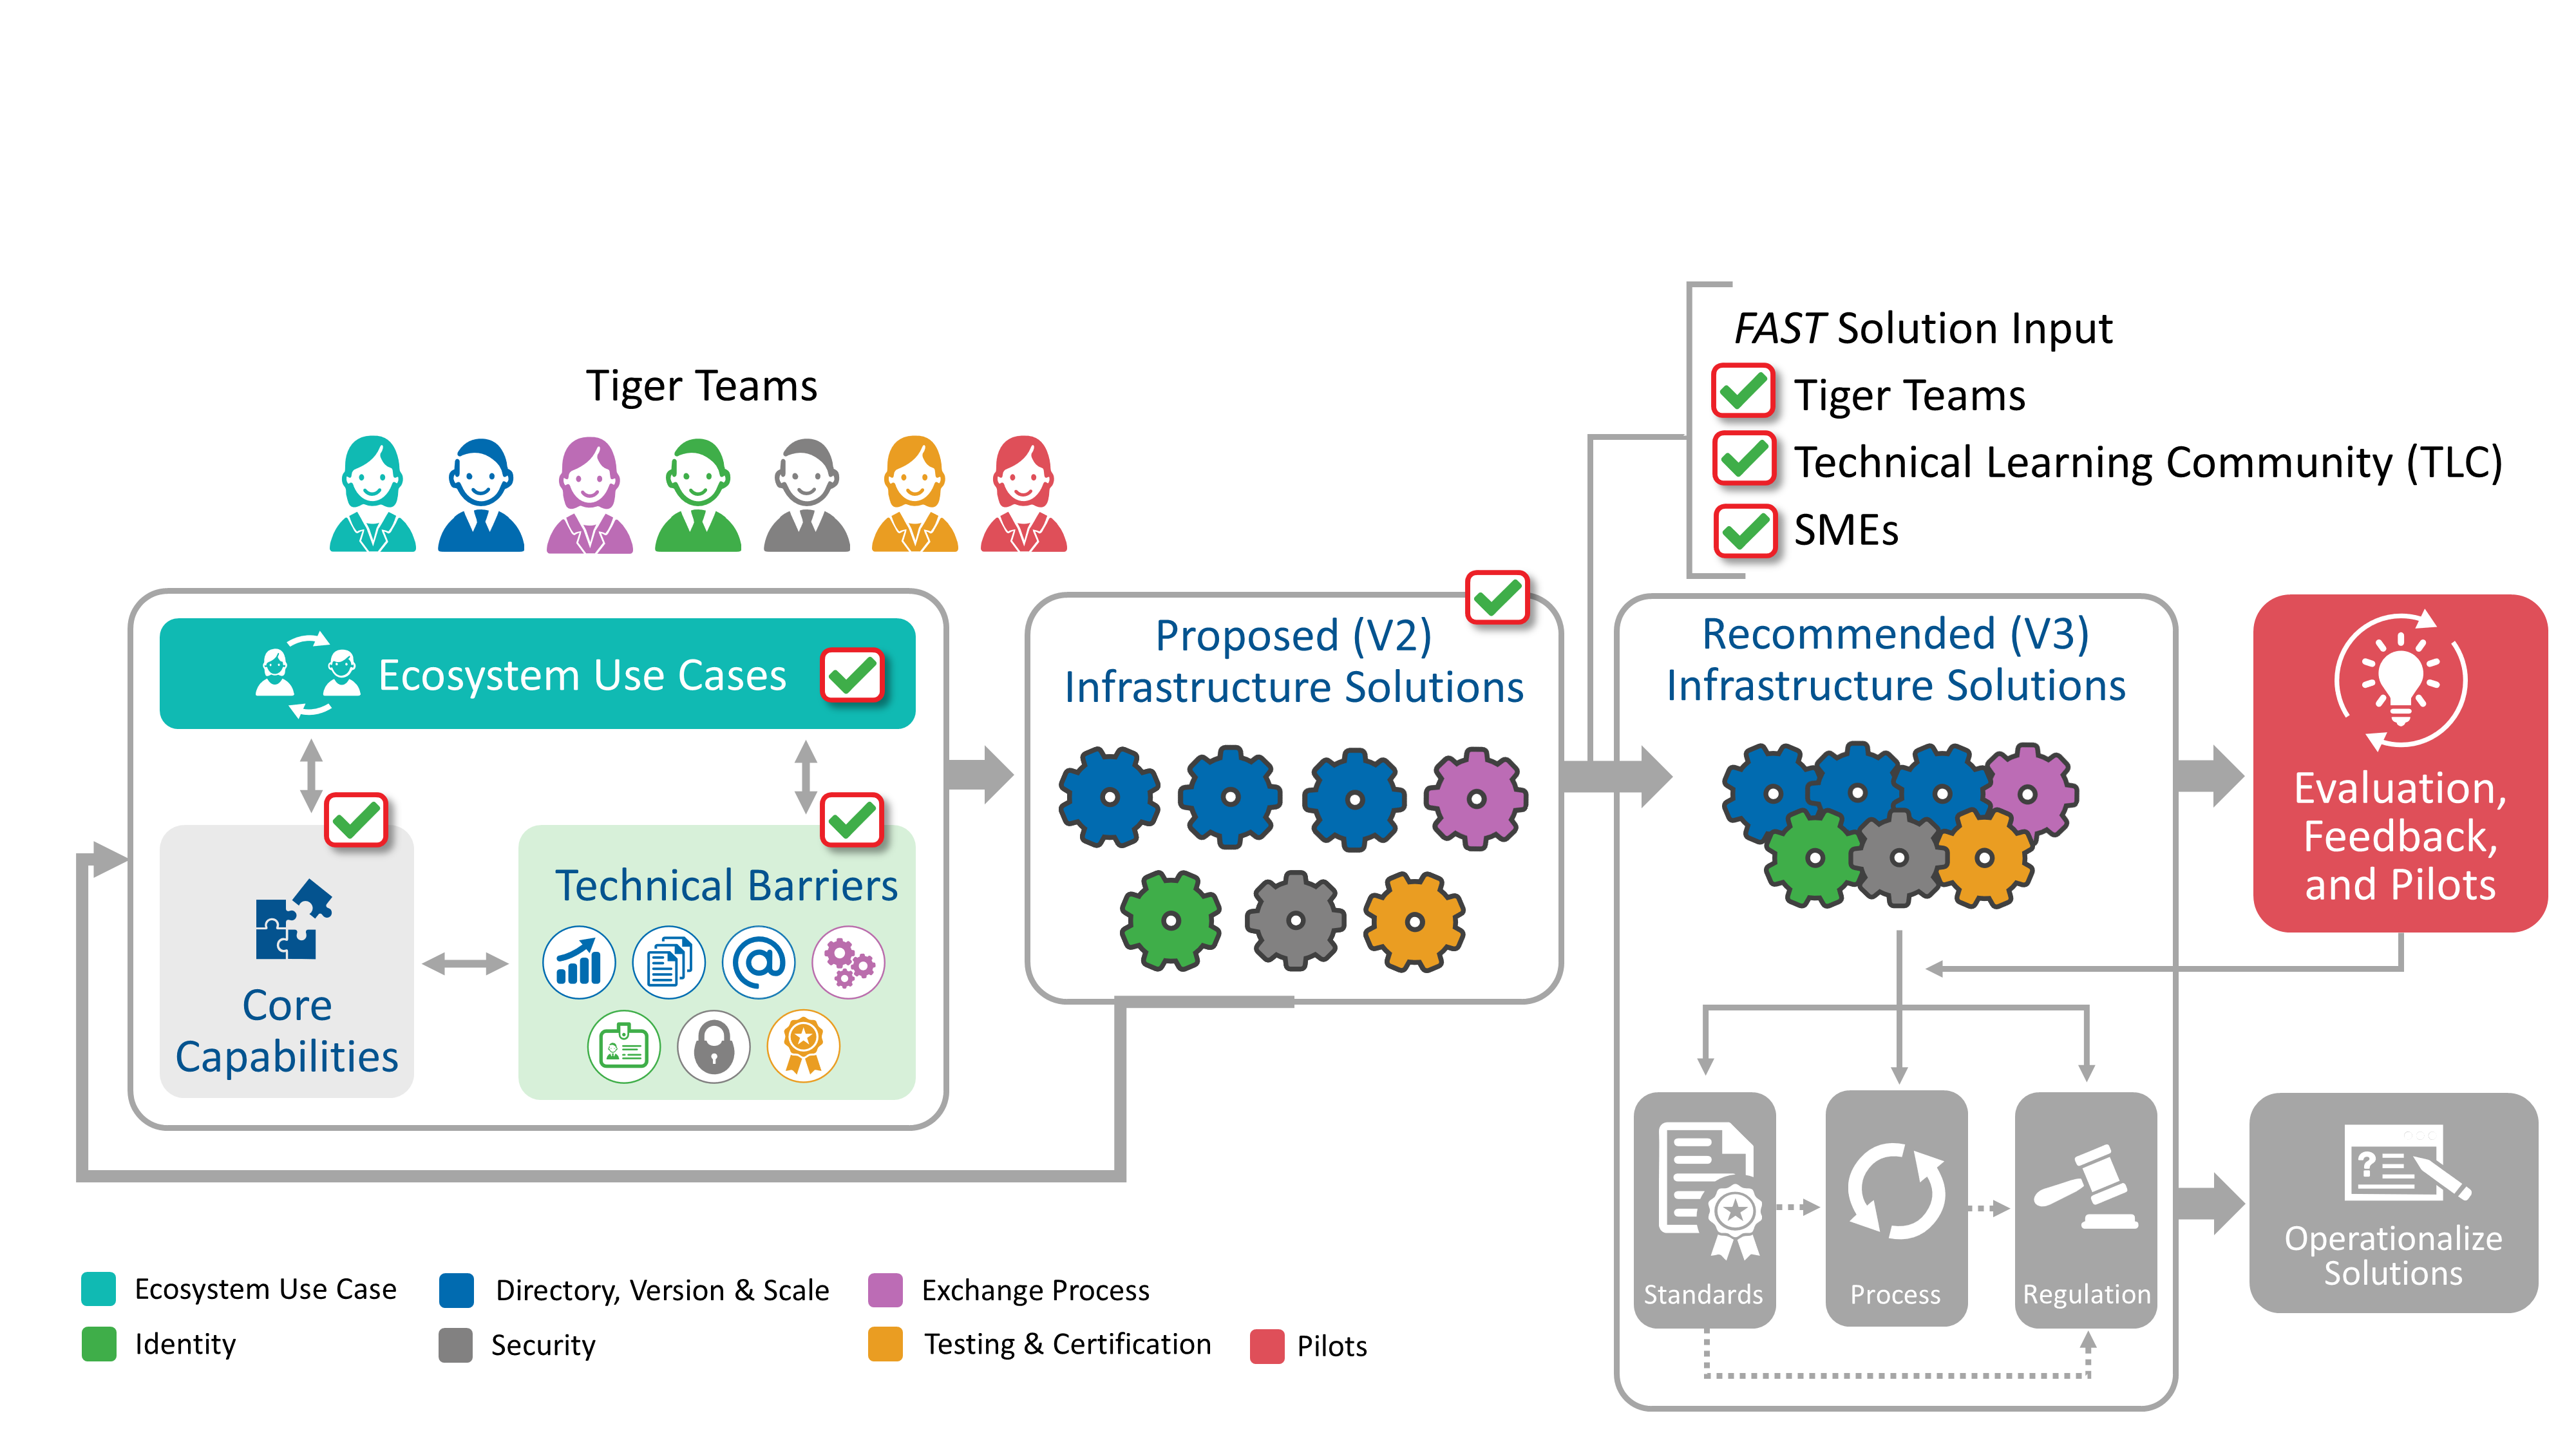 FAST Solution Input
Tiger Teams
Technical Learning Community (TLC)
SMEs
Tiger Teams
Ecosystem Use Cases
Core
Capabilities
Technical Barriers
@
Proposed (V2)
Infrastructure Solutions
Recommended (V3)
Infrastructure Solutions
Evaluation,
Feedback,
and Pilots
Standards
Process
Regulation
?
Operationalize
Solutions
Ecosystem Use Case
Directory, Version & Scale
Exchange Process
Identity
Security
Testing & Certification
Pilots